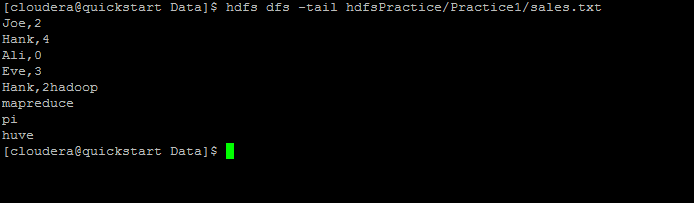 [cloudera@quickstart Data]$ hdfs dfs -tail hdfsPractice/Practice1/sales.txt
Joe,2
Hank,4
Ali,0
Eve,3
Hank,2hadoop
mapreduce
pi
huve
[cloudera@quickstart Data]$